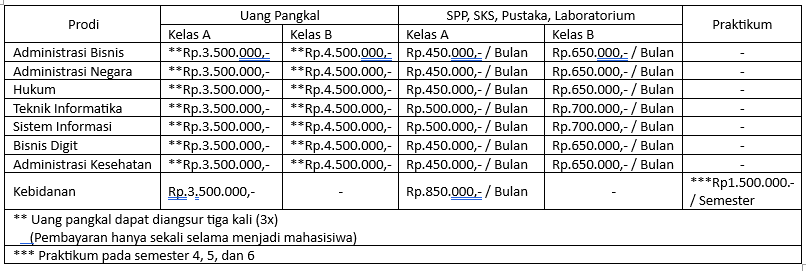 Prodi Uang Pangkal SPP, SKS, Pustaka, Laboratorium Praktikum
Kelas A Kelas B Kelas A Kelas B
Administrasi Bisnis **Rp.3.500.000,- **Rp.4.500.000,- Rp.450.000,- / Bulan Rp.650.000,- / Bulan -
Administrasi Negara **Rp.3.500.000,- **Rp.4.500.000,- Rp.450.000,- / Bulan Rp.650.000,- / Bulan -
Hukum **Rp.3.500.000,- **Rp.4.500.000,- Rp.450.000,- / Bulan Rp.650.000,- / Bulan -
Teknik Informatika **Rp.3.500.000,- **Rp.4.500.000,- Rp.500.000,- / Bulan Rp.700.000,- / Bulan -
Sistem Informasi **Rp.3.500.000,- **Rp.4.500.000,- Rp.500.000,- / Bulan Rp.700.000,- / Bulan -
Bisnis Digit **Rp.3.500.000,- **Rp.4.500.000,- Rp.450.000,- / Bulan Rp.650.000,- / Bulan -
Administrasi Kesehatan **Rp.3.500.000,- **Rp.4.500.000,- Rp.450.000,- / Bulan Rp.650.000,- / Bulan -
Kebidanan Rp.3.500.000,- - Rp.850.000,- / Bulan - ***Rp1.500.000.-
/ Semester
** Uang pangkal dapat diangsur tiga kali (3x)
(Pembayaran hanya sekali selama menjadi mahasisiwa)
*** Praktikum pada semester 4, 5, dan 6